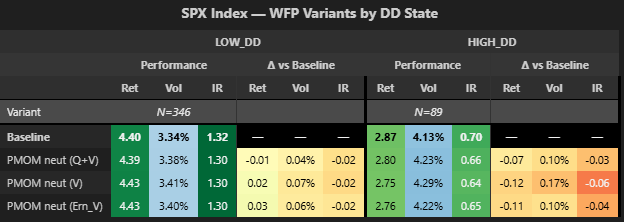 SPX Index — WFP Variants by DD State
LOW_DD HIGH_DD
Performance Δ vs Baseline Performance Δ vs Baseline
Ret Vol IR Ret Vol IR Ret Vol IR Ret Vol IR
Variant N=346 N=89
Baseline 4.40 3.34% 1.32 — — — 2.87 4.13% 0.70 — — —
PMOM neut (Q+V) 4.39 3.38% 1.30 -0.01 0.04% -0.02 2.80 4.23% 0.66 -0.07 0.10% -0.03
PMOM neut (V) 4.43 3.41% 1.30 0.02 0.07% -0.02 2.75 4.29% 0.64 -0.12 0.17% -0.06
PMOM neut (Ern_V) 4.43 3.40% 1.30 0.03 0.06% -0.02 2.76 4.22% 0.65 -0.11 0.10% -0.04